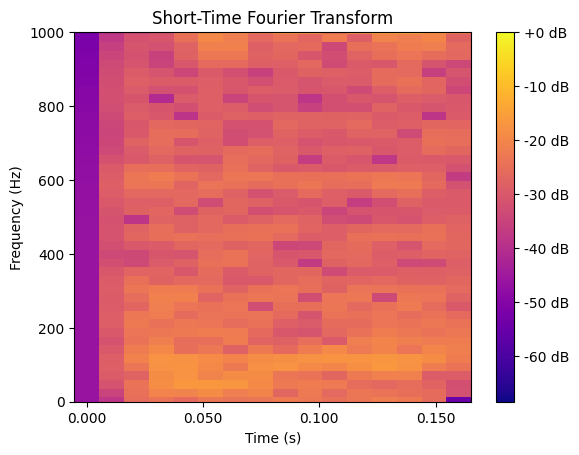 Short-Time Fourier Transform
1000
800
600
400
200
0
Frequency (Hz)
0.000
0.050
0.100
0.150
Time (s)
+0 dB
-10 dB
-20 dB
-30 dB
-40 dB
-50 dB
-60 dB